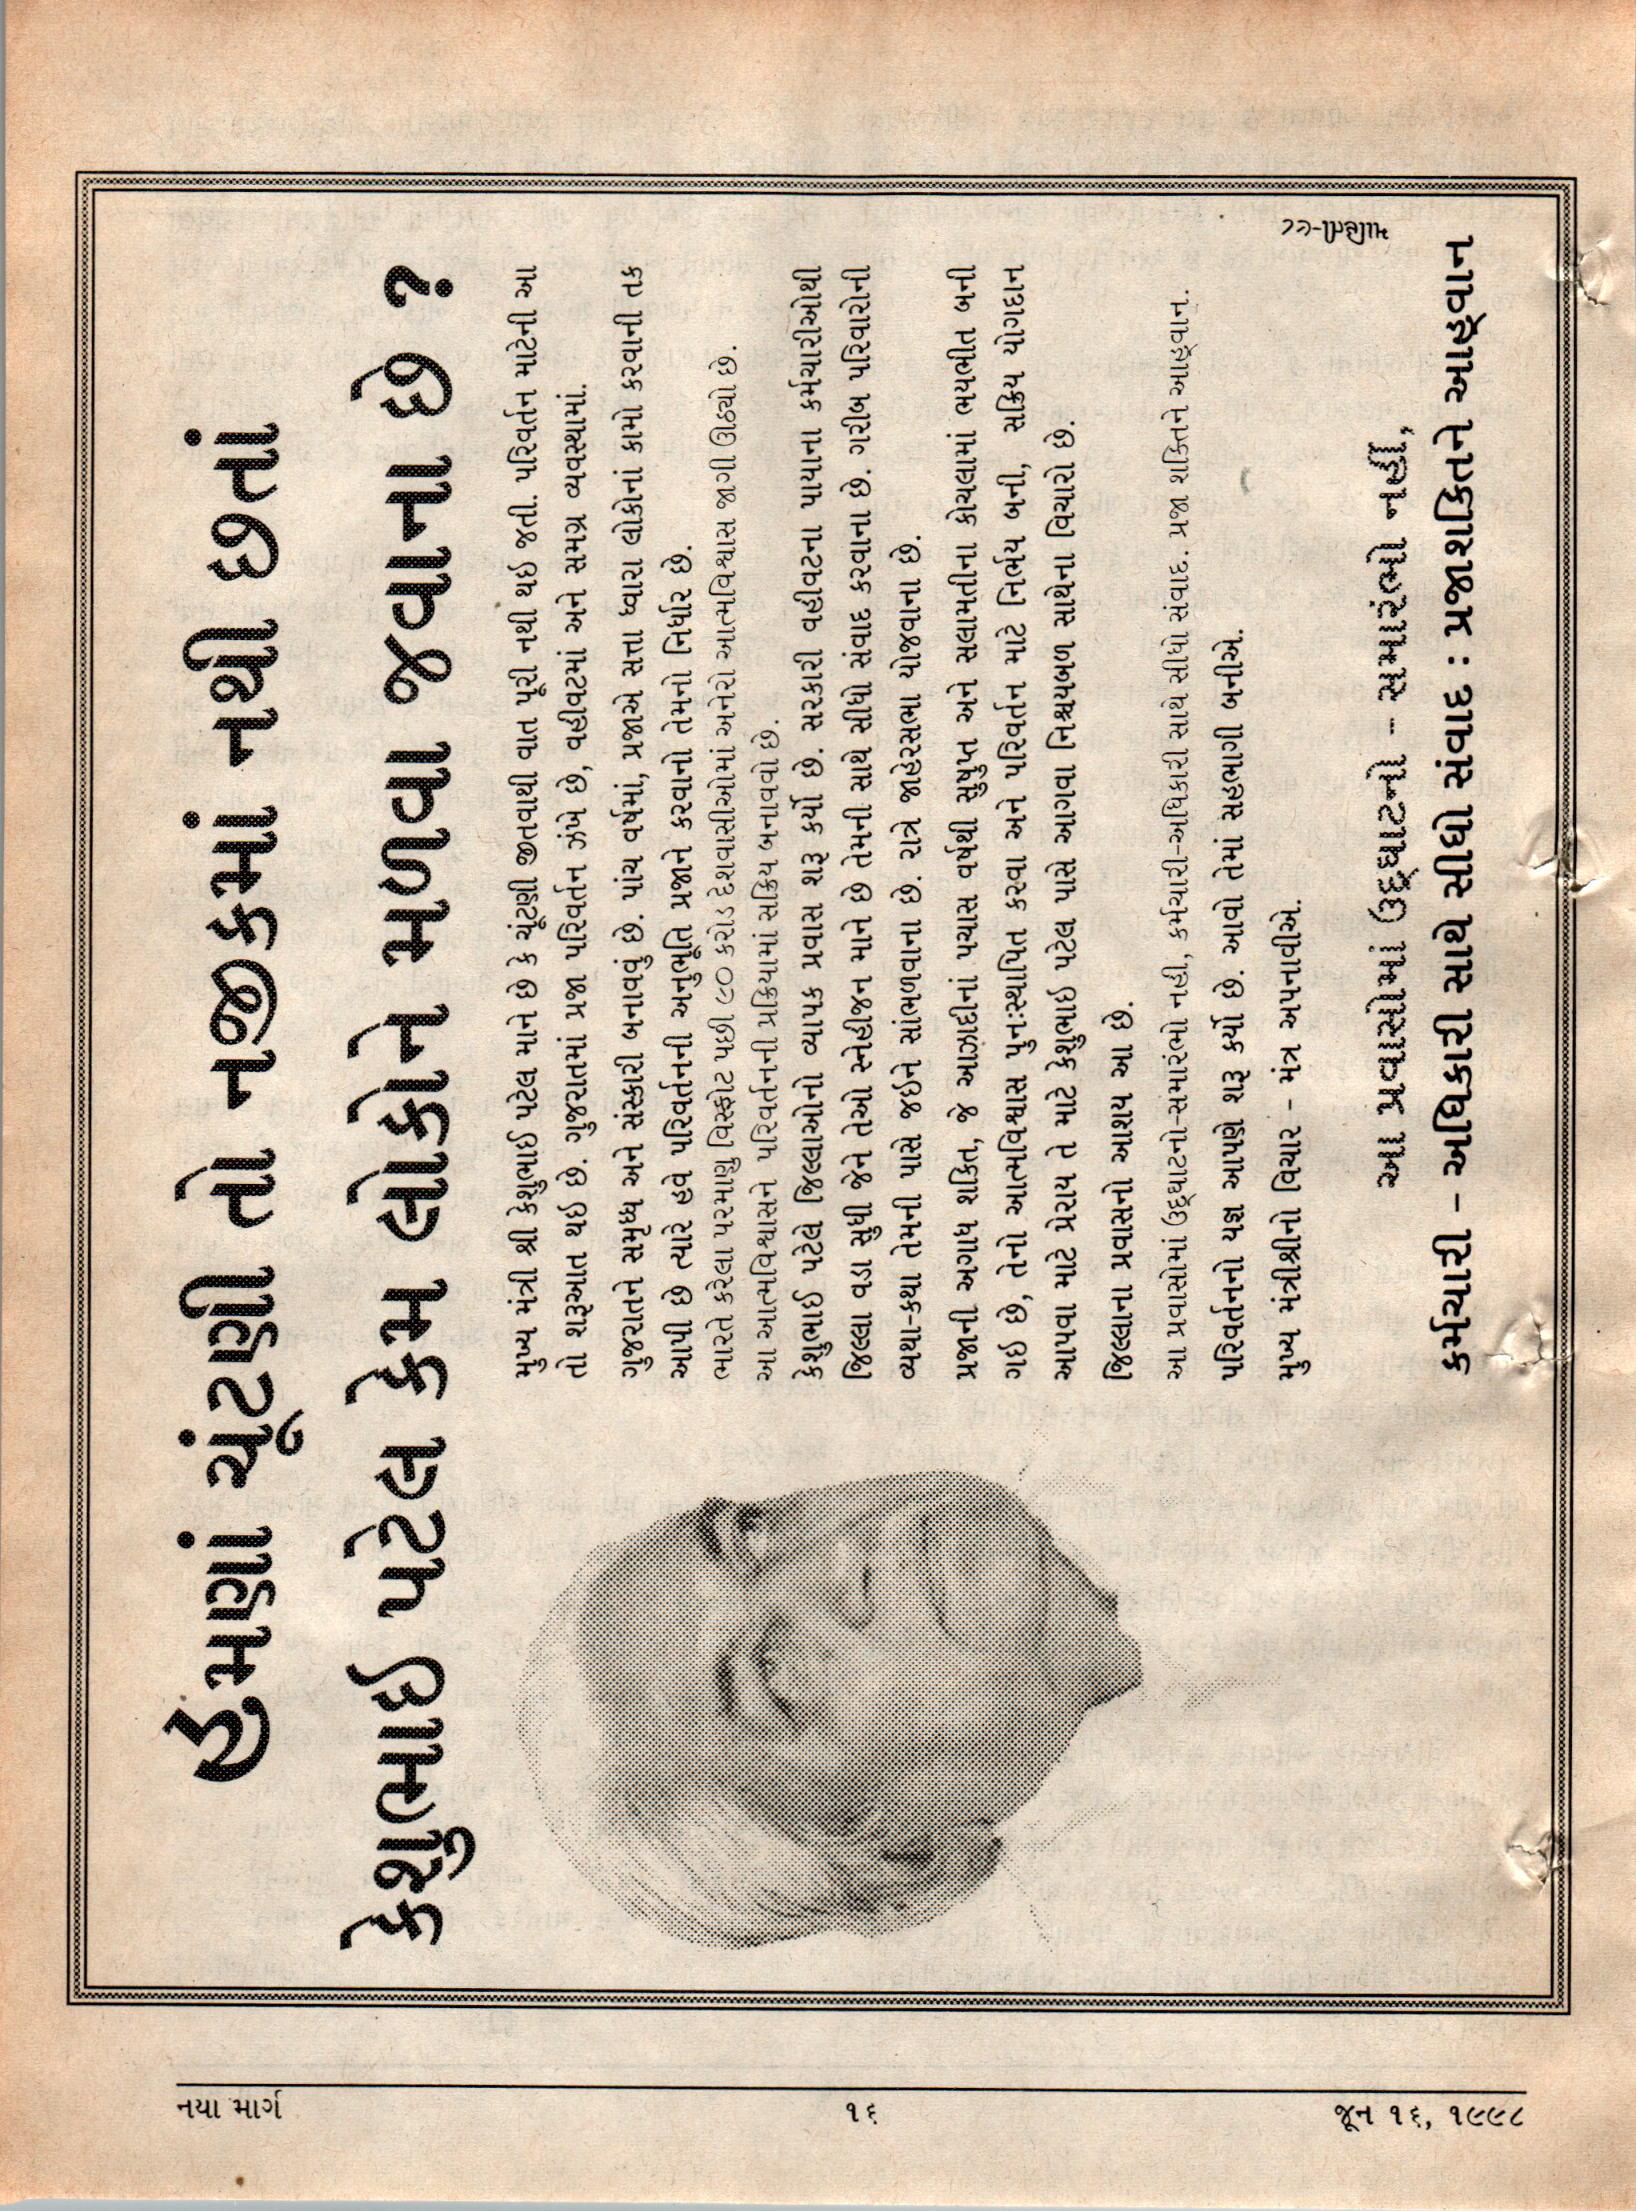 હમણાં ચૂંટણી તો નજીકમાં નથી છતાં
કેશુભાઈ પટેલ કેમ લોકોને મળવા જવાના છે ?
મુખ્ય મંત્રી શ્રી કેશુભાઈ પટેલ માને છે કે ચૂંટણી જીતવાથી વાત પૂરી નથી થઈ જતી. પરિવર્તન માટેની આ
તો શરૂઆત થઈ છે. ગુજરાતમાં પ્રજા પરિવર્તન ઝંખે છે, વહીવટમાં અને સમગ્ર વ્યવસ્થામાં.
ગુજરાતને સમૃધ્ધ અને સંસ્કારી બનાવવું છે. પાંચ વર્ષમાં, પ્રજાએ સત્તા ધ્વારા લોકોનાં કામો કરવાની તક
આપી છે ત્યારે હવે પરિવર્તનની અનુભૂતિ પ્રજાને કરવાનો તેમનો નિર્ધાર છે.
ભારતે કરેલા પરમાણુ વિસ્ફોટ પછી ૯૦ કરોડ દેશવાસીઓમાં અનેરો આત્મવિશ્વાસ જાગી ઊઠ્યો છે.
આ આત્મવિશ્વાસને પરિવર્તનની પ્રક્રિયામાં સક્રિય બનાવવો છે.
કેશુભાઈ પટેલે જિલ્લાઓનો વ્યાપક પ્રવાસ શરૂ કર્યો છે. સરકારી વહીવટના પાયાના કર્મચારીઓથી
જિલ્લા વડા સુધી જેને તેઓ સ્નેહીજન માને છે તેમની સાથે સીધો સંવાદ કરવાના છે. ગરીબ પરિવારોની
વ્યથા-કથા તેમની પાસે જઈને સાંભળવાના છે. રાત્રે જાહેરસભા યોજવાના છે.
પ્રજાની અગાધ શક્તિ, જે આઝાદીનાં પચાસ વર્ષથી સુષુપ્ત અને સલામતીના કોચલામાં ભયભીત બની
ગઈ છે, તેનો આત્મવિશ્વાસ પુનઃસ્થાપિત કરવા અને પરિવર્તન માટે નિર્ભય બની, સક્રિય યોગદાન
આપવા માટે પ્રેરાય તે માટે કેશુભાઈ પટેલ પાસે આગવા નિશ્ચયબળ સાથેના વિચારો છે.
જિલ્લાના પ્રવાસનો આશય આ છે.
આ પ્રવાસોમાં ઉદ્દઘાટનો-સમારંભો નહીં, કર્મચારી-અધિકારી સાથે સીધો સંવાદ. પ્રજા શક્તિને આહ્વાન.
પરિવર્તનનો યજ્ઞ આપણે શરૂ કર્યો છે. આવો તેમાં સહભાગી બનીએ.
મુખ્ય મંત્રીશ્રીનો વિચાર - મંત્ર અપનાવીએ.
આ પ્રવાસોમાં ઉદ્દઘાટનો - સમારંભો નહીં,
કર્મચારી - અધિકારી સાથે સીધો સંવાદ : પ્રજાશક્તિને આહ્વાન
માહિતી-૯૮
નયા માર્ગ
૧૬
જૂન ૧૬, ૧૯૯૮